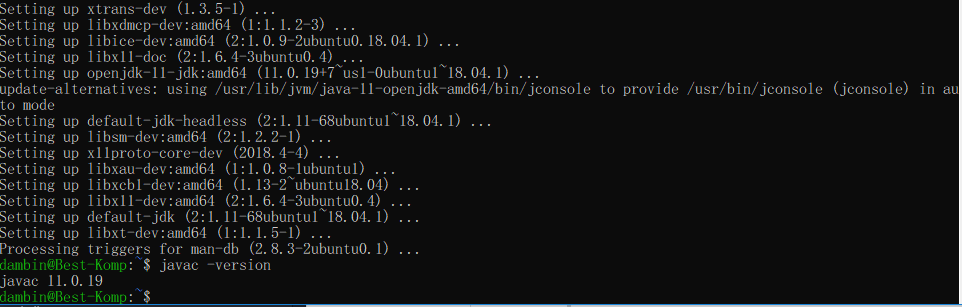 Setting up xtrans-dev (1.3.5-1) ...
Setting up libxdmcp-dev:amd64 (1:1.1.2-3) ...
Setting up libice-dev:amd64 (2:1.0.9-2ubuntu0.18.04.1) ...
Setting up libx11-doc (2:1.6.4-3ubuntu0.4) ...
Setting up openjdk-11-jdk:amd64 (11.0.19+7~us1-0ubuntu1~18.04.1) ...
update-alternatives: using /usr/lib/jvm/java-11-openjdk-amd64/bin/jconsole to provide /usr/bin/jconsole (jconsole) in au
to mode
Setting up default-jdk-headless (2:1.11-68ubuntu1~18.04.1) ...
Setting up libsm-dev:amd64 (2:1.2.2-1) ...
Setting up x11proto-core-dev (2018.4-4) ...
Setting up libxau-dev:amd64 (1:1.0.8-1ubuntu1) ...
Setting up libxcb1-dev:amd64 (1.13-2~ubuntu18.04) ...
Setting up libx11-dev:amd64 (2:1.6.4-3ubuntu0.4) ...
Setting up default-jdk (2:1.11-68ubuntu1~18.04.1) ...
Setting up libxt-dev:amd64 (1:1.1.5-1) ...
Processing triggers for man-db (2.8.3-2ubuntu0.1) ...
dambin@Best-Komp:~$ javac -version
javac 11.0.19
dambin@Best-Komp:~$